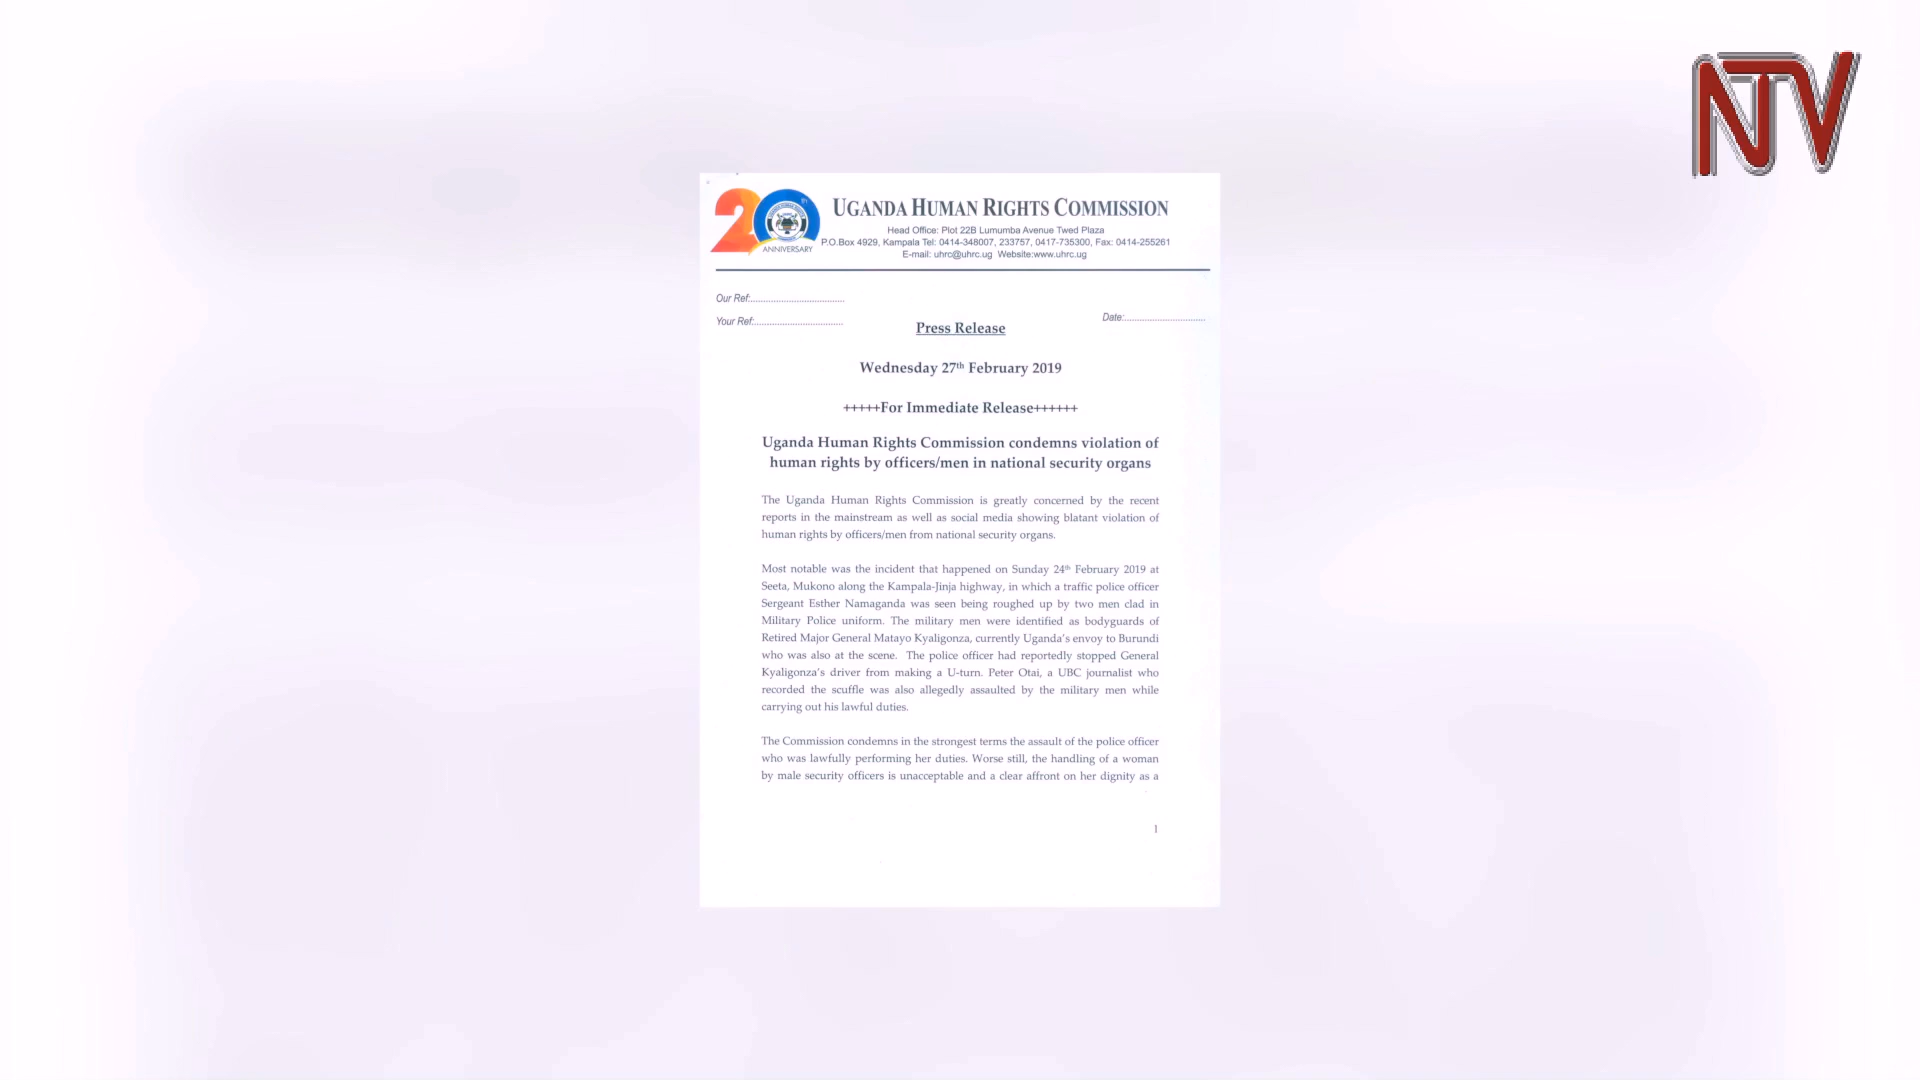 NTV
20TH
ANNIVERSARY
UGANDA HUMAN RIGHTS COMMISSION
Head Office: Plot 22B Lumumba Avenue Twed Plaza
P.O.Box 4929, Kampala Tel: 0414-348007, 233757, 0417-735300, Fax: 0414-255261
E-mail: uhrc@uhrc.ug Website:www.uhrc.ug
Our Ref:....................................
Your Ref:..................................
Date:...............................
Press Release
Wednesday 27th February 2019
+++++For Immediate Release++++++
Uganda Human Rights Commission condemns violation of
human rights by officers/men in national security organs
The Uganda Human Rights Commission is greatly concerned by the recent
reports in the mainstream as well as social media showing blatant violation of
human rights by officers/men from national security organs.
Most notable was the incident that happened on Sunday 24th February 2019 at
Seeta, Mukono along the Kampala-Jinja highway, in which a traffic police officer
Sergeant Esther Namaganda was seen being roughed up by two men clad in
Military Police uniform. The military men were identified as bodyguards of
Retired Major General Matayo Kyaligonza, currently Uganda's envoy to Burundi
who was also at the scene. The police officer had reportedly stopped General
Kyaligonza's driver from making a U-turn. Peter Otai, a UBC journalist who
recorded the scuffle was also allegedly assaulted by the military men while
carrying out his lawful duties.
The Commission condemns in the strongest terms the assault of the police officer
who was lawfully performing her duties. Worse still, the handling of a woman
by male security officers is unacceptable and a clear affront on her dignity as a
1